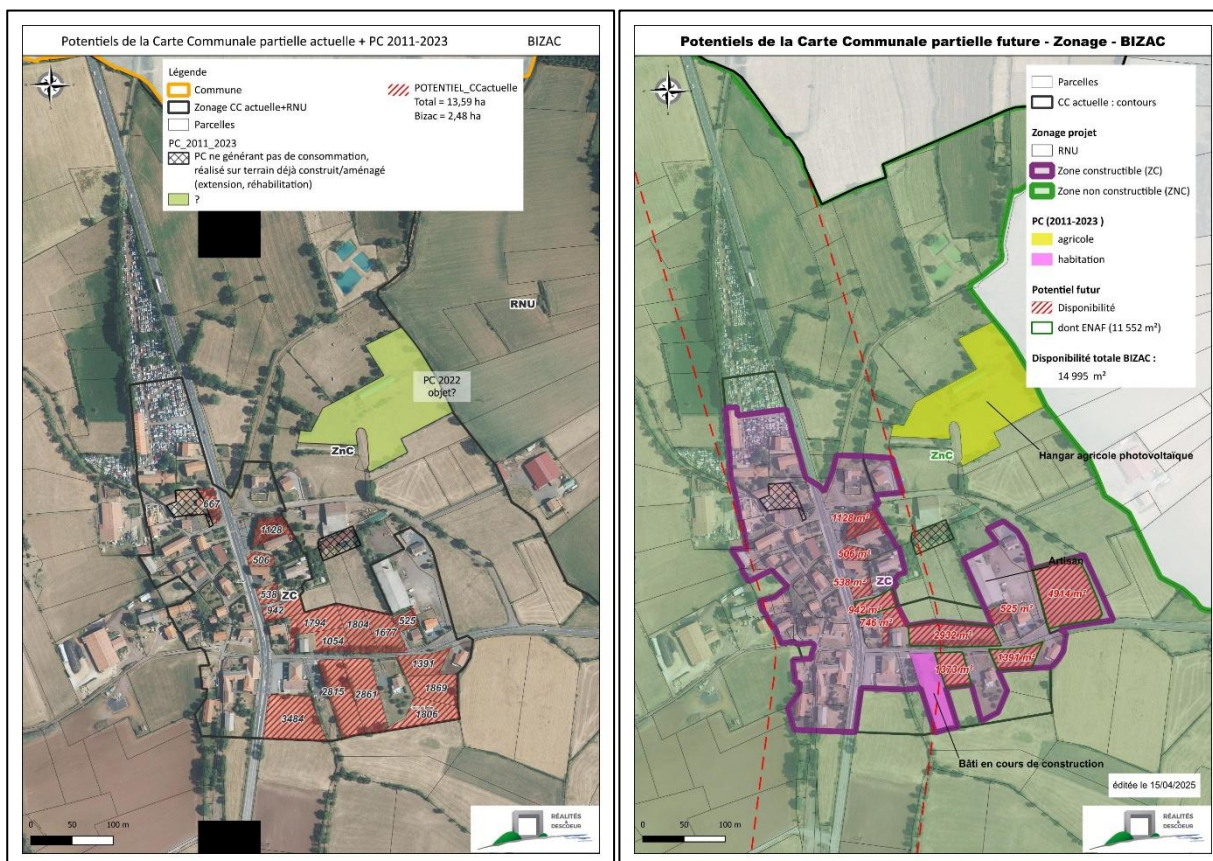 Potentiels de la Carte Communale partielle actuelle + PC 2011-2023 BIZAC
Légende
Commune
Zonage CC actuelle+RNU
Parcelles
PC_2011_2023
PC ne générant pas de consommation,
réalisé sur terrain déjà construit/aménagé
(extension, réhabilitation)
?
POTENTIEL_CCactuelle
Total = 13,59 ha
Bizac = 2,48 ha
RNU
PC 2022
objet?
ZnC
667
1128
506
538
ZC
942
1794
1804
525
1054
1677
1391
2815
2861
1869
3484
1806
0 50 100 m
RÉALITÉS
&
DESCOEUR
Potentiels de la Carte Communale partielle future - Zonage - BIZAC
Parcelles
CC actuelle : contours
Zonage projet
RNU
Zone constructible (ZC)
Zone non constructible (ZNC)
PC (2011-2023 )
agricole
habitation
Potentiel futur
Disponibilité
dont ENAF (11 552 m²)
Disponibilité totale BIZAC :
14 995 m²
ZnC
Hangar agricole photovoltaïque
1128 m²
506 m²
538 m²
ZC
Artisan
942 m²
746 m²
525 m²
4914 m²
2932 m²
1373 m²
1391 m²
Bâti en cours de construction
éditée le 15/04/2025
0 50 100 m
RÉALITÉS
&
DESCOEUR